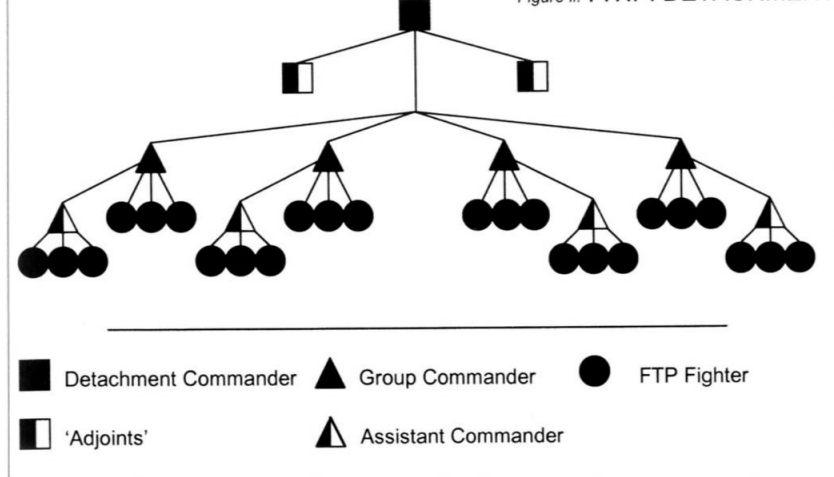 Figure II.
Detachment Commander
Group Commander
FTP Fighter
'Adjoints'
Assistant Commander